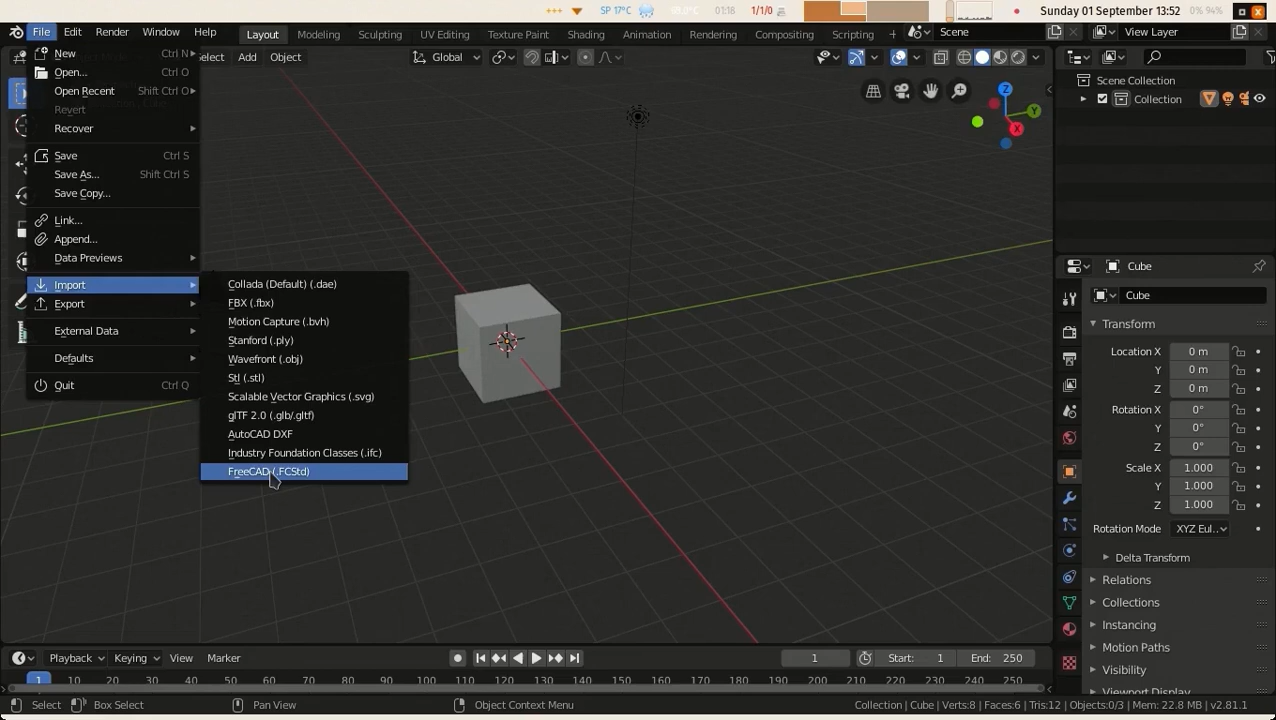 SP 17°C 01:18 1/1/0 Sunday 01 September 13:52 0% 94%
File Edit Render Window Help Layout Modeling Sculpting UV Editing Texture Paint Shading Animation Rendering Compositing Scripting + Scene View Layer
Select Add Object Global
New Ctrl N
Open... Ctrl O
Open Recent Shift Ctrl O
Revert
Recover
Save Ctrl S
Save As... Shift Ctrl S
Save Copy...
Link...
Append...
Data Previews
Import
Export
External Data
Defaults
Quit Ctrl Q
Collada (Default) (.dae)
FBX (.fbx)
Motion Capture (.bvh)
Stanford (.ply)
Wavefront (.obj)
Stl (.stl)
Scalable Vector Graphics (.svg)
glTF 2.0 (.glb/.gltf)
AutoCAD DXF
Industry Foundation Classes (.ifc)
FreeCAD (.FCStd)
Z
Y
X
Scene Collection
Collection
Cube
Cube
Transform
Location X 0 m
Y 0 m
Z 0 m
Rotation X 0°
Y 0°
Z 0°
Scale X 1.000
Y 1.000
Z 1.000
Rotation Mode XYZ Eul..
Delta Transform
Relations
Collections
Instancing
Motion Paths
Visibility
Viewport Display
Playback Keying View Marker 1 Start: 1 End: 250
1 10 20 30 40 50 60 70 80 90 100 110 120 130 140 150 160 170 180 190 200 210 220 230 240 250
Select Box Select Pan View Object Context Menu Collection | Cube | Verts:8 | Faces:6 | Tris:12 | Objects:0/3 | Mem: 22.8 MB | v2.81.1